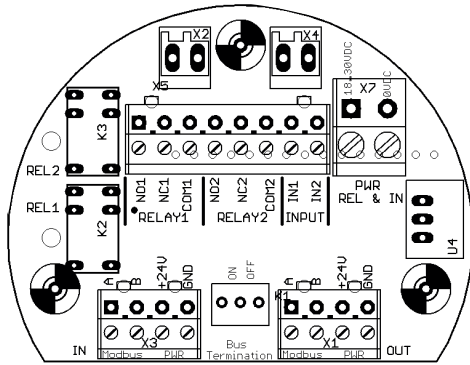 X2
X4
X5
18..30VDC
X7
0VDC
K3
REL2
NO1
NC1
COM1
NO2
NC2
COM2
IN1
IN2
PWR
REL & IN
REL1
K2
RELAY1
RELAY2
INPUT
U4
A
B
+24V
GND
ON
OFF
K1
A
B
+24V
GND
IN
X3
Modbus
PWR
Bus
Termination
X1
Modbus
PWR
OUT